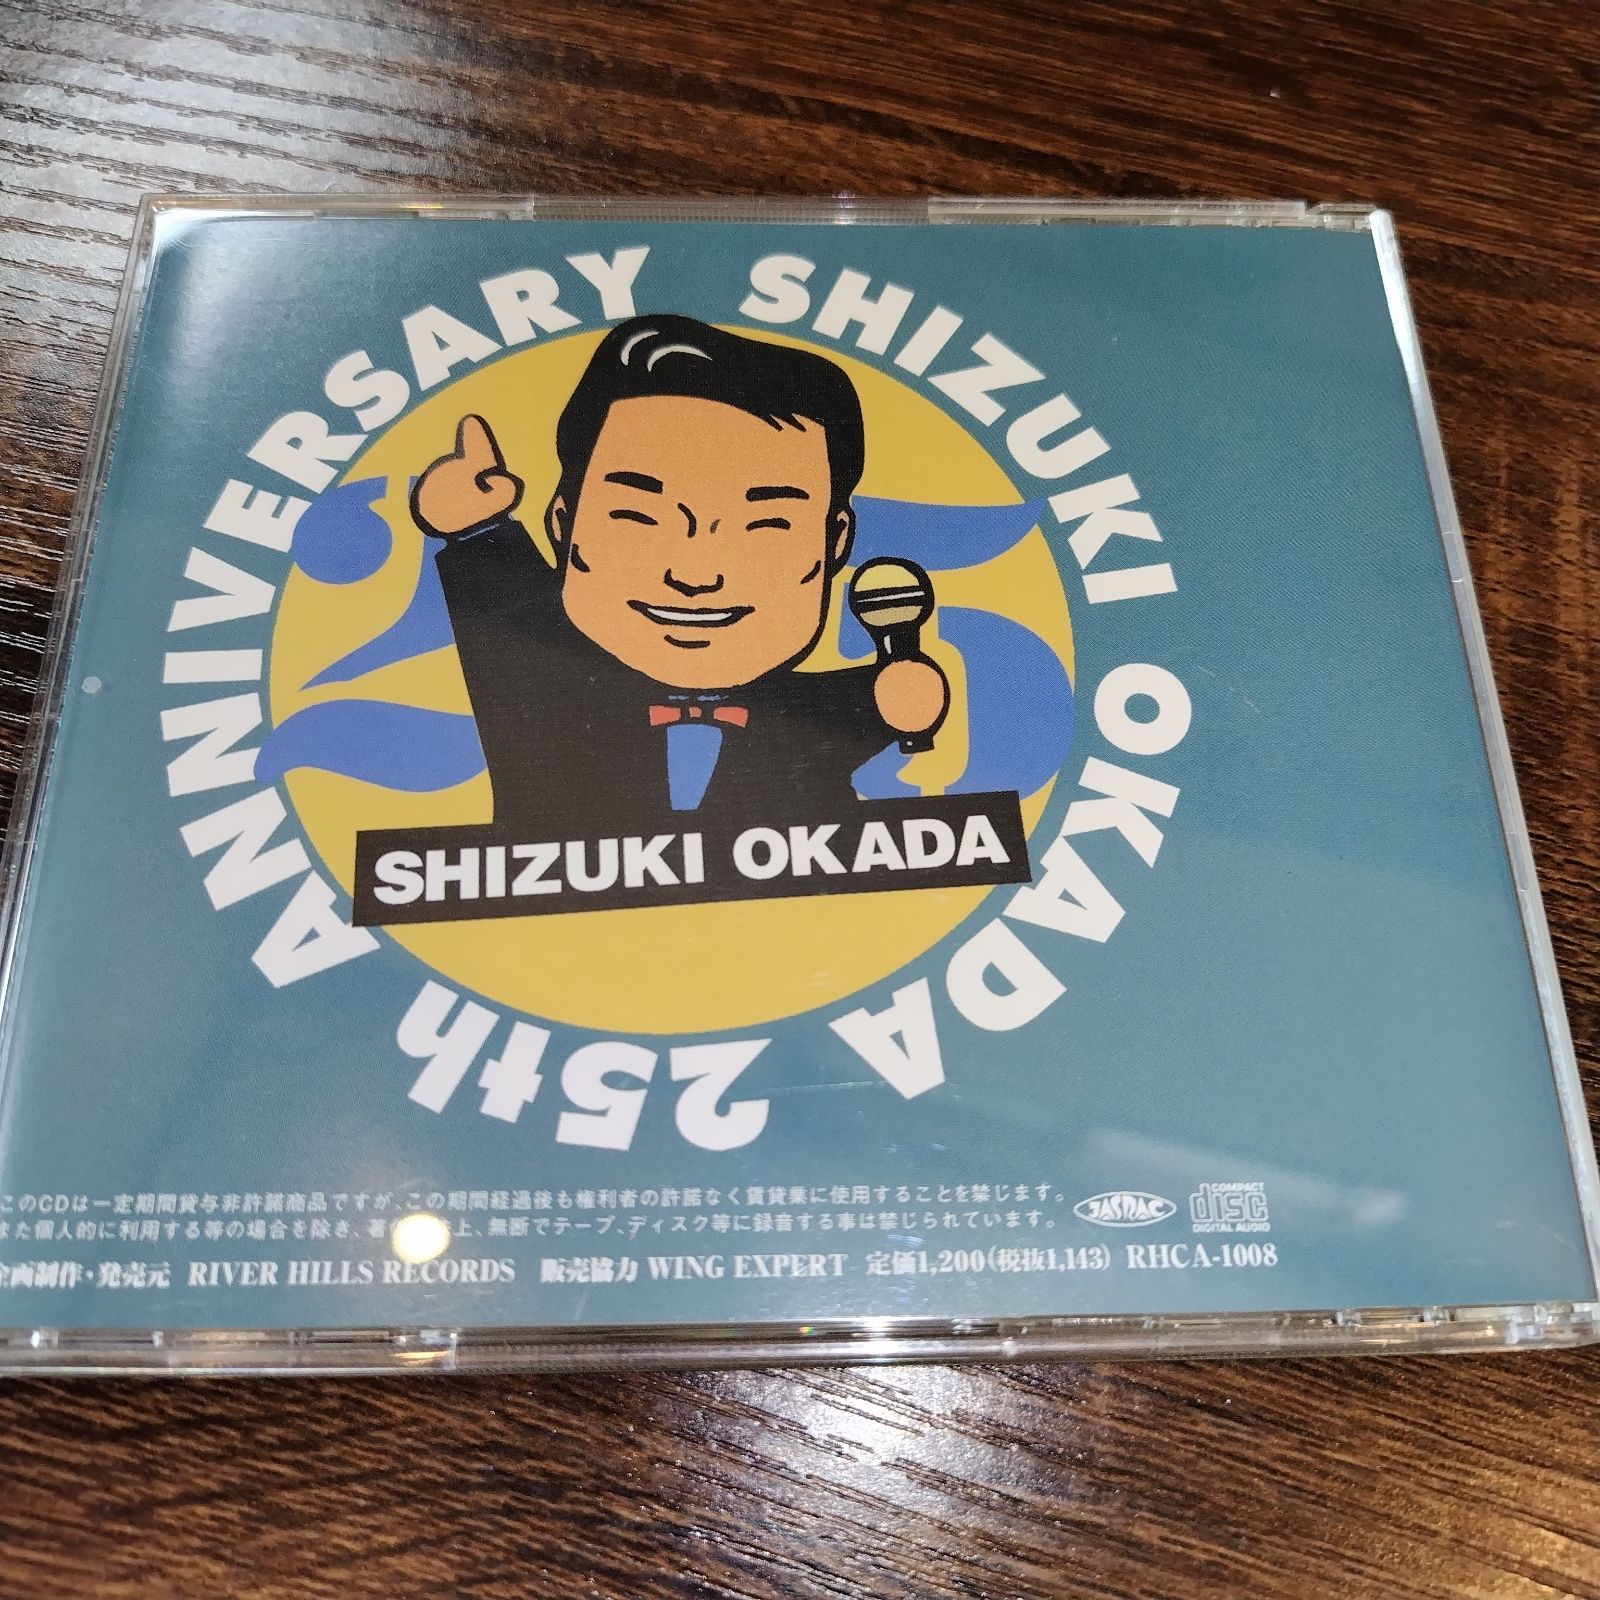 25th ANNIVERSARY SHIZUKI OKADA
SHIZUKI OKADA
このCDは一定期間貸与非許諾商品ですが、この期間経過後も権利者の許諾なく賃貸業に使用することを禁じます。
また個人的に利用する等の場合を除き、著 上、無断でテープ、ディスク等に録音する事は禁じられています。
JASRAC
COMPACT
disc
DIGITAL AUDIO
企画制作・発売元 RIVER HILLS RECORDS 販売協力 WING EXPERT 定価1,200(税抜1,143) RHCA-1008